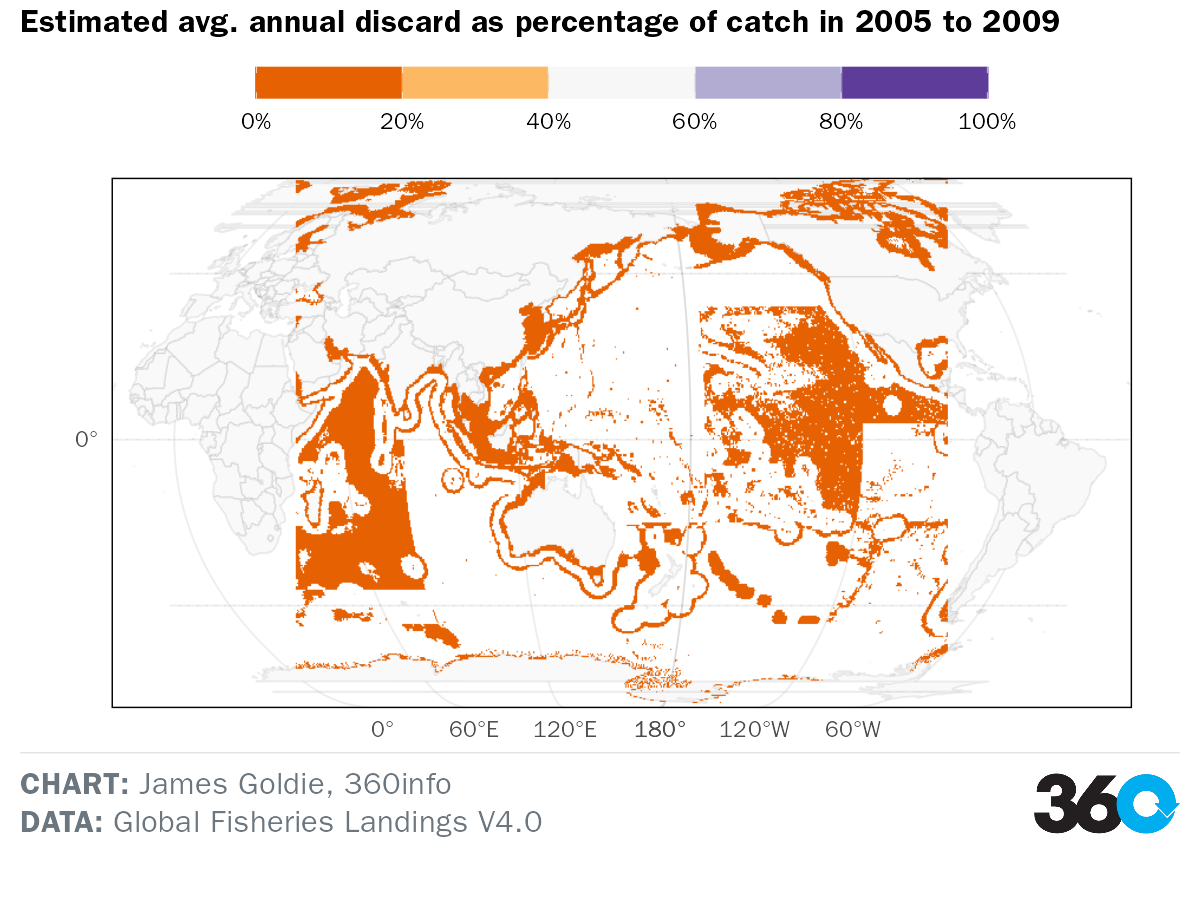 Estimated avg. annual discard as percentage of catch in 2005 to 2009
0% 20% 40% 60% 80% 100%
0°
0° 60°E 120°E 180° 120°W 60°W
CHART: James Goldie, 360info
DATA: Global Fisheries Landings V4.0
360